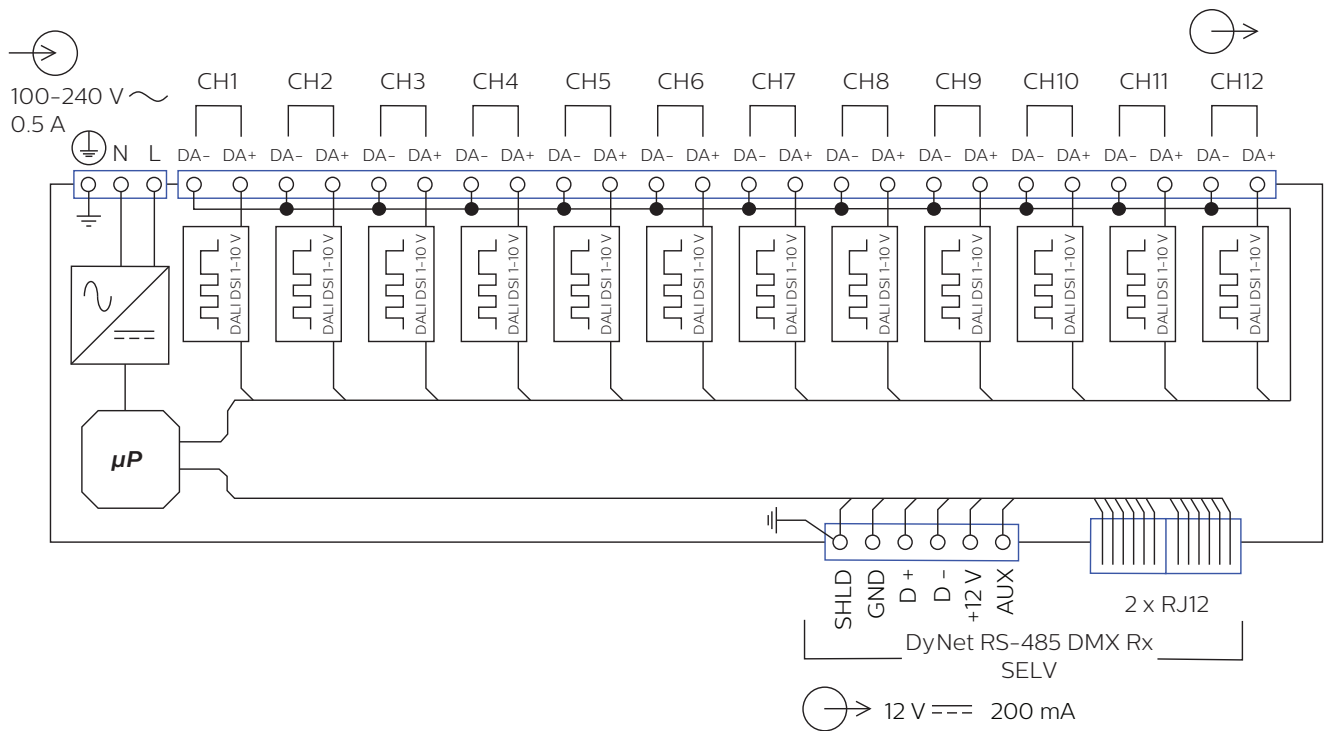 100-240 V
0.5 A
CH1 CH2 CH3 CH4 CH5 CH6 CH7 CH8 CH9 CH10 CH11 CH12
N L DA- DA+ DA- DA+ DA- DA+ DA- DA+ DA- DA+ DA- DA+ DA- DA+ DA- DA+ DA- DA+ DA- DA+ DA- DA+ DA- DA+
DALI DSI 1-10 V
DALI DSI 1-10 V
DALI DSI 1-10 V
DALI DSI 1-10 V
DALI DSI 1-10 V
DALI DSI 1-10 V
DALI DSI 1-10 V
DALI DSI 1-10 V
DALI DSI 1-10 V
DALI DSI 1-10 V
DALI DSI 1-10 V
DALI DSI 1-10 V
µP
SHLD
GND
D +
D -
+12 V
AUX
2 x RJ12
DyNet RS-485 DMX Rx
SELV
12 V 200 mA